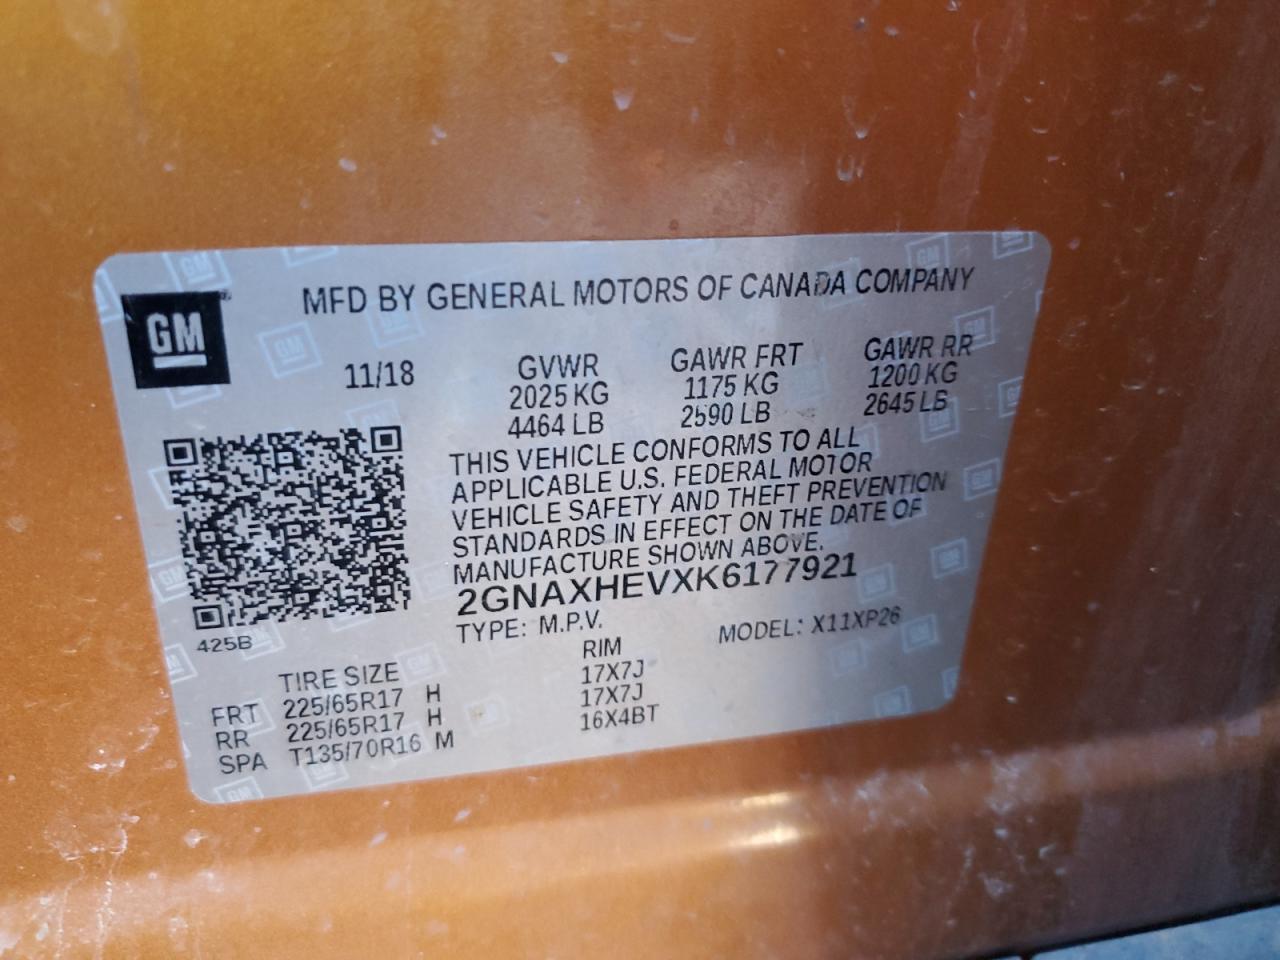 GM
MFD BY GENERAL MOTORS OF CANADA COMPANY
11/18 GVWR GAWR FRT GAWR RR
2025 KG 1175 KG 1200 KG
4464 LB 2590 LB 2645 LB
THIS VEHICLE CONFORMS TO ALL
APPLICABLE U.S. FEDERAL MOTOR
VEHICLE SAFETY AND THEFT PREVENTION
STANDARDS IN EFFECT ON THE DATE OF
MANUFACTURE SHOWN ABOVE.
2GNAXHEVXK6177921
425B
TYPE: M.P.V. MODEL: X11XP26
TIRE SIZE RIM
FRT 225/65R17 H 17X7J
RR 225/65R17 H 17X7J
SPA T135/70R16 M 16X4BT